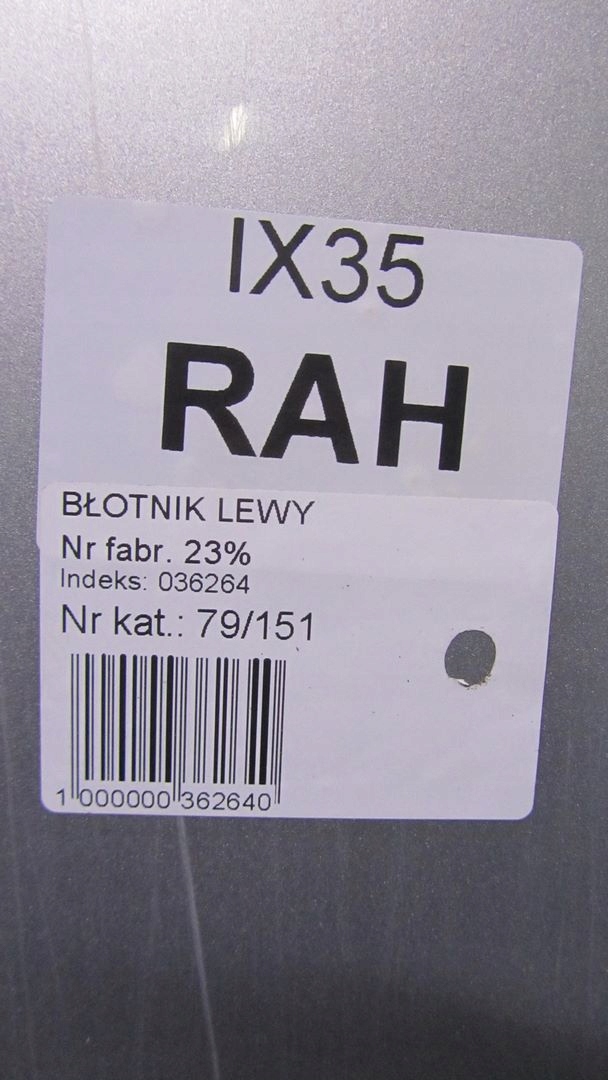 IX35
RAH
BŁOTNIK LEWY
Nr fabr. 23%
Indeks: 036264
Nr kat.: 79/151
1 000000 362640